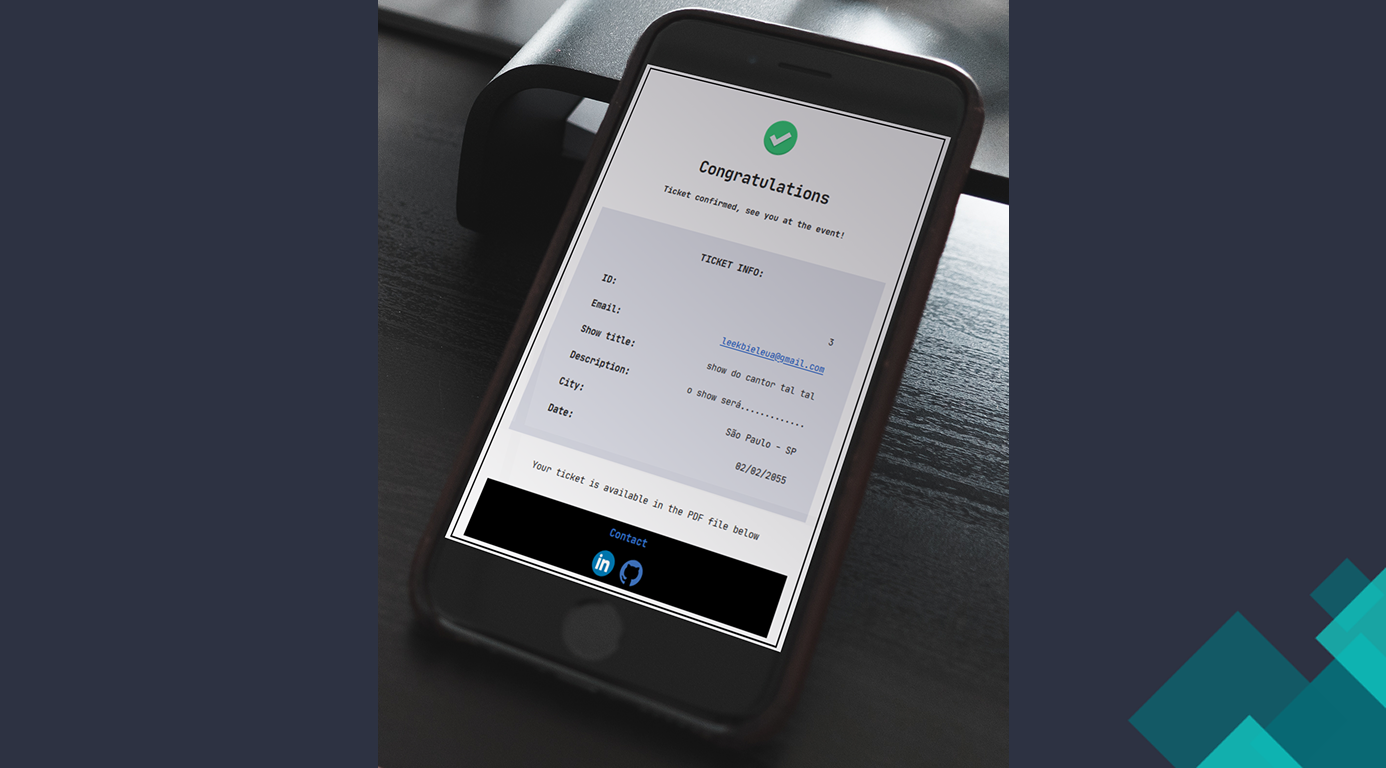 Congratulations
Ticket confirmed, see you at the event!
TICKET INFO:
ID: 3
Email: leekbieleua@gmail.com
Show title: show do cantor tal tal
Description: o show será............
City: São Paulo - SP
Date: 02/02/2055
Your ticket is available in the PDF file below
Contact
in